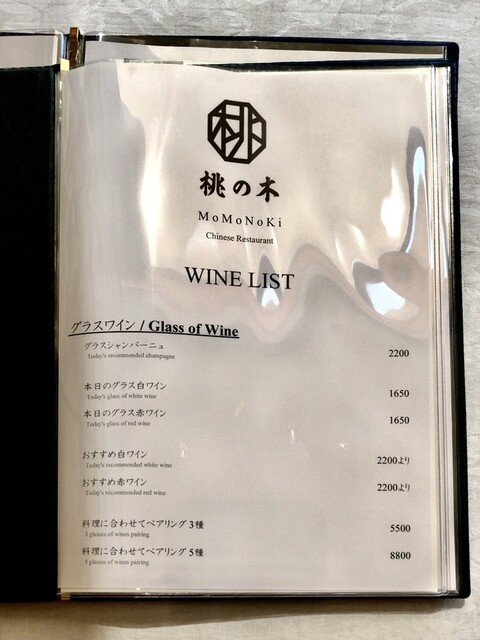 桃
桃の木
MoMoNoKi
Chinese Restaurant
WINE LIST
グラスワイン / Glass of Wine
グラスシャンパーニュ 2200
Today's recommended champagne
本日のグラス白ワイン 1650
Today's glass of white wine
本日のグラス赤ワイン 1650
Today's glass of red wine
おすすめ白ワイン 2200より
Today's recommended white wine
おすすめ赤ワイン 2200より
Today's recommended red wine
料理に合わせてペアリング3種 5500
3 glasses of wines pairing
料理に合わせてペアリング5種 8800
5 glasses of wines pairing